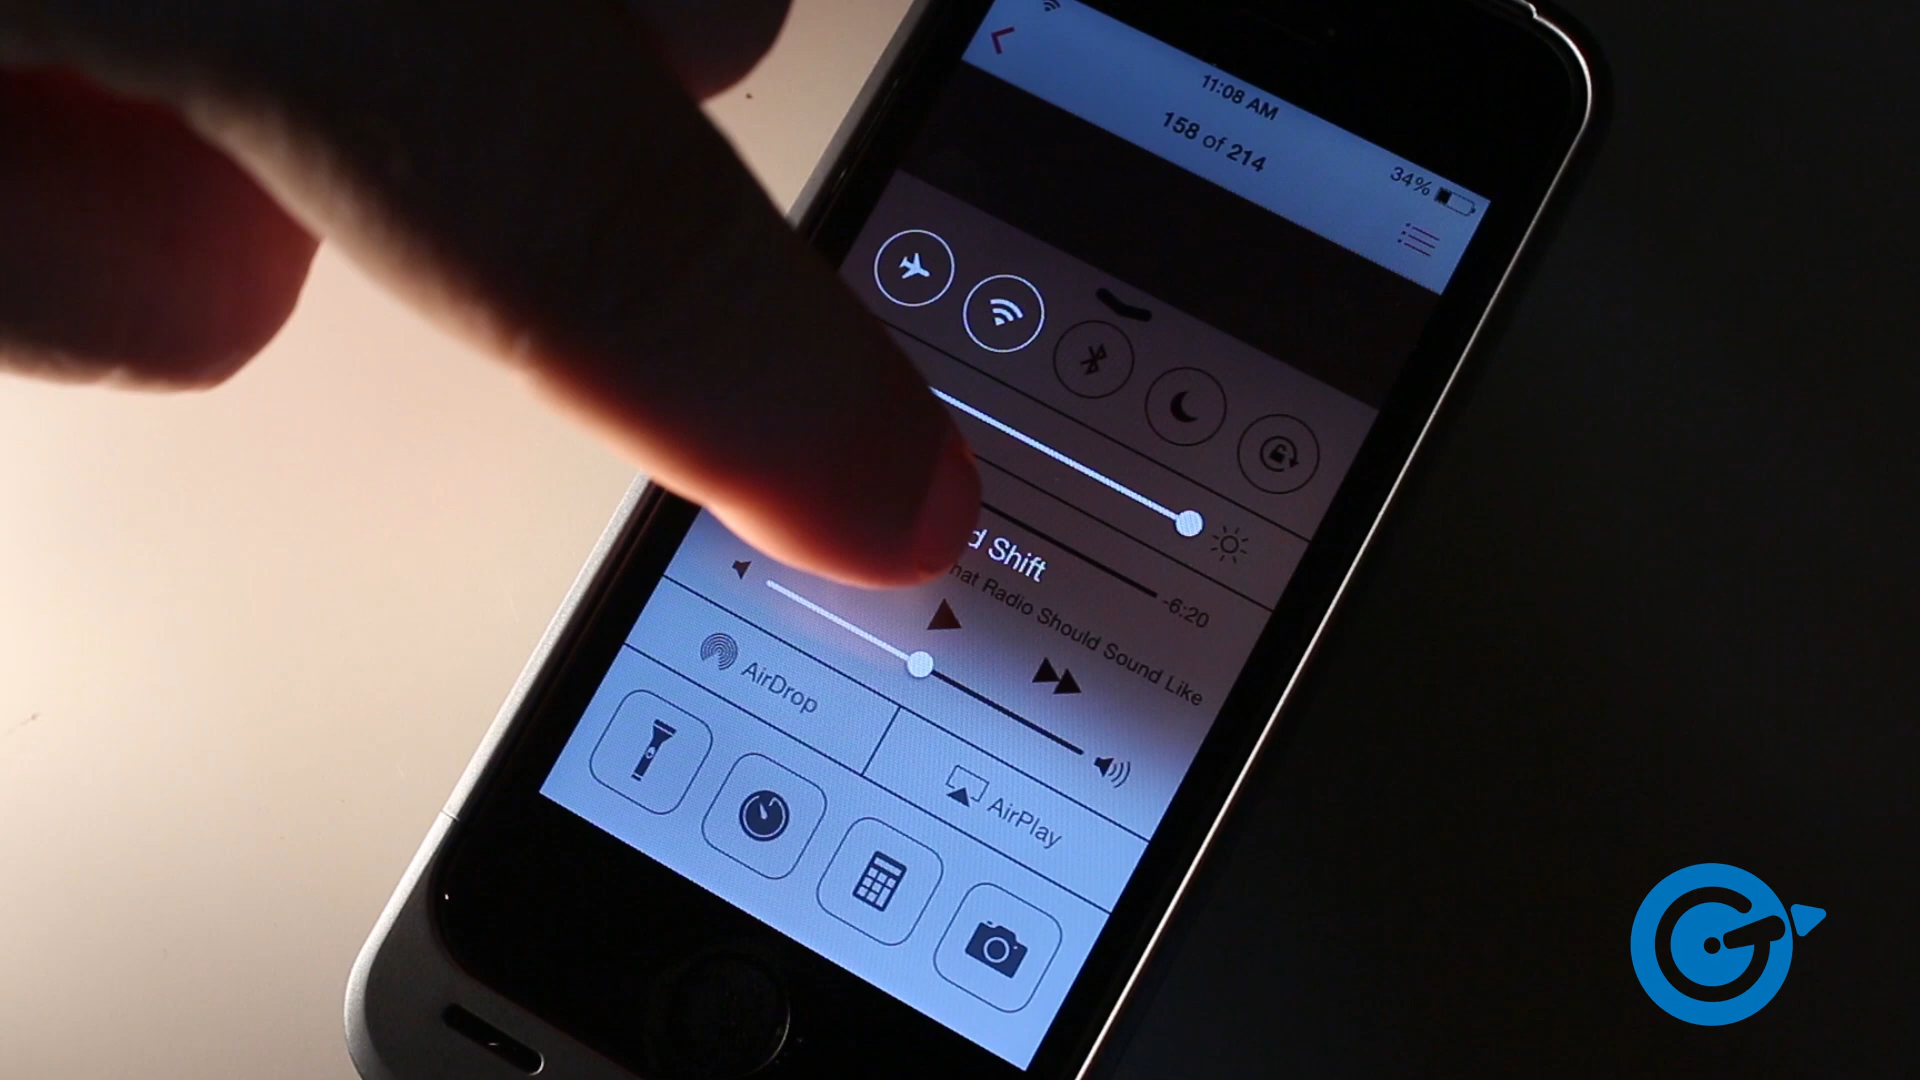 11:08 AM
158 of 214
34%
d Shift
-6:20
hat Radio Should Sound Like
AirDrop
AirPlay